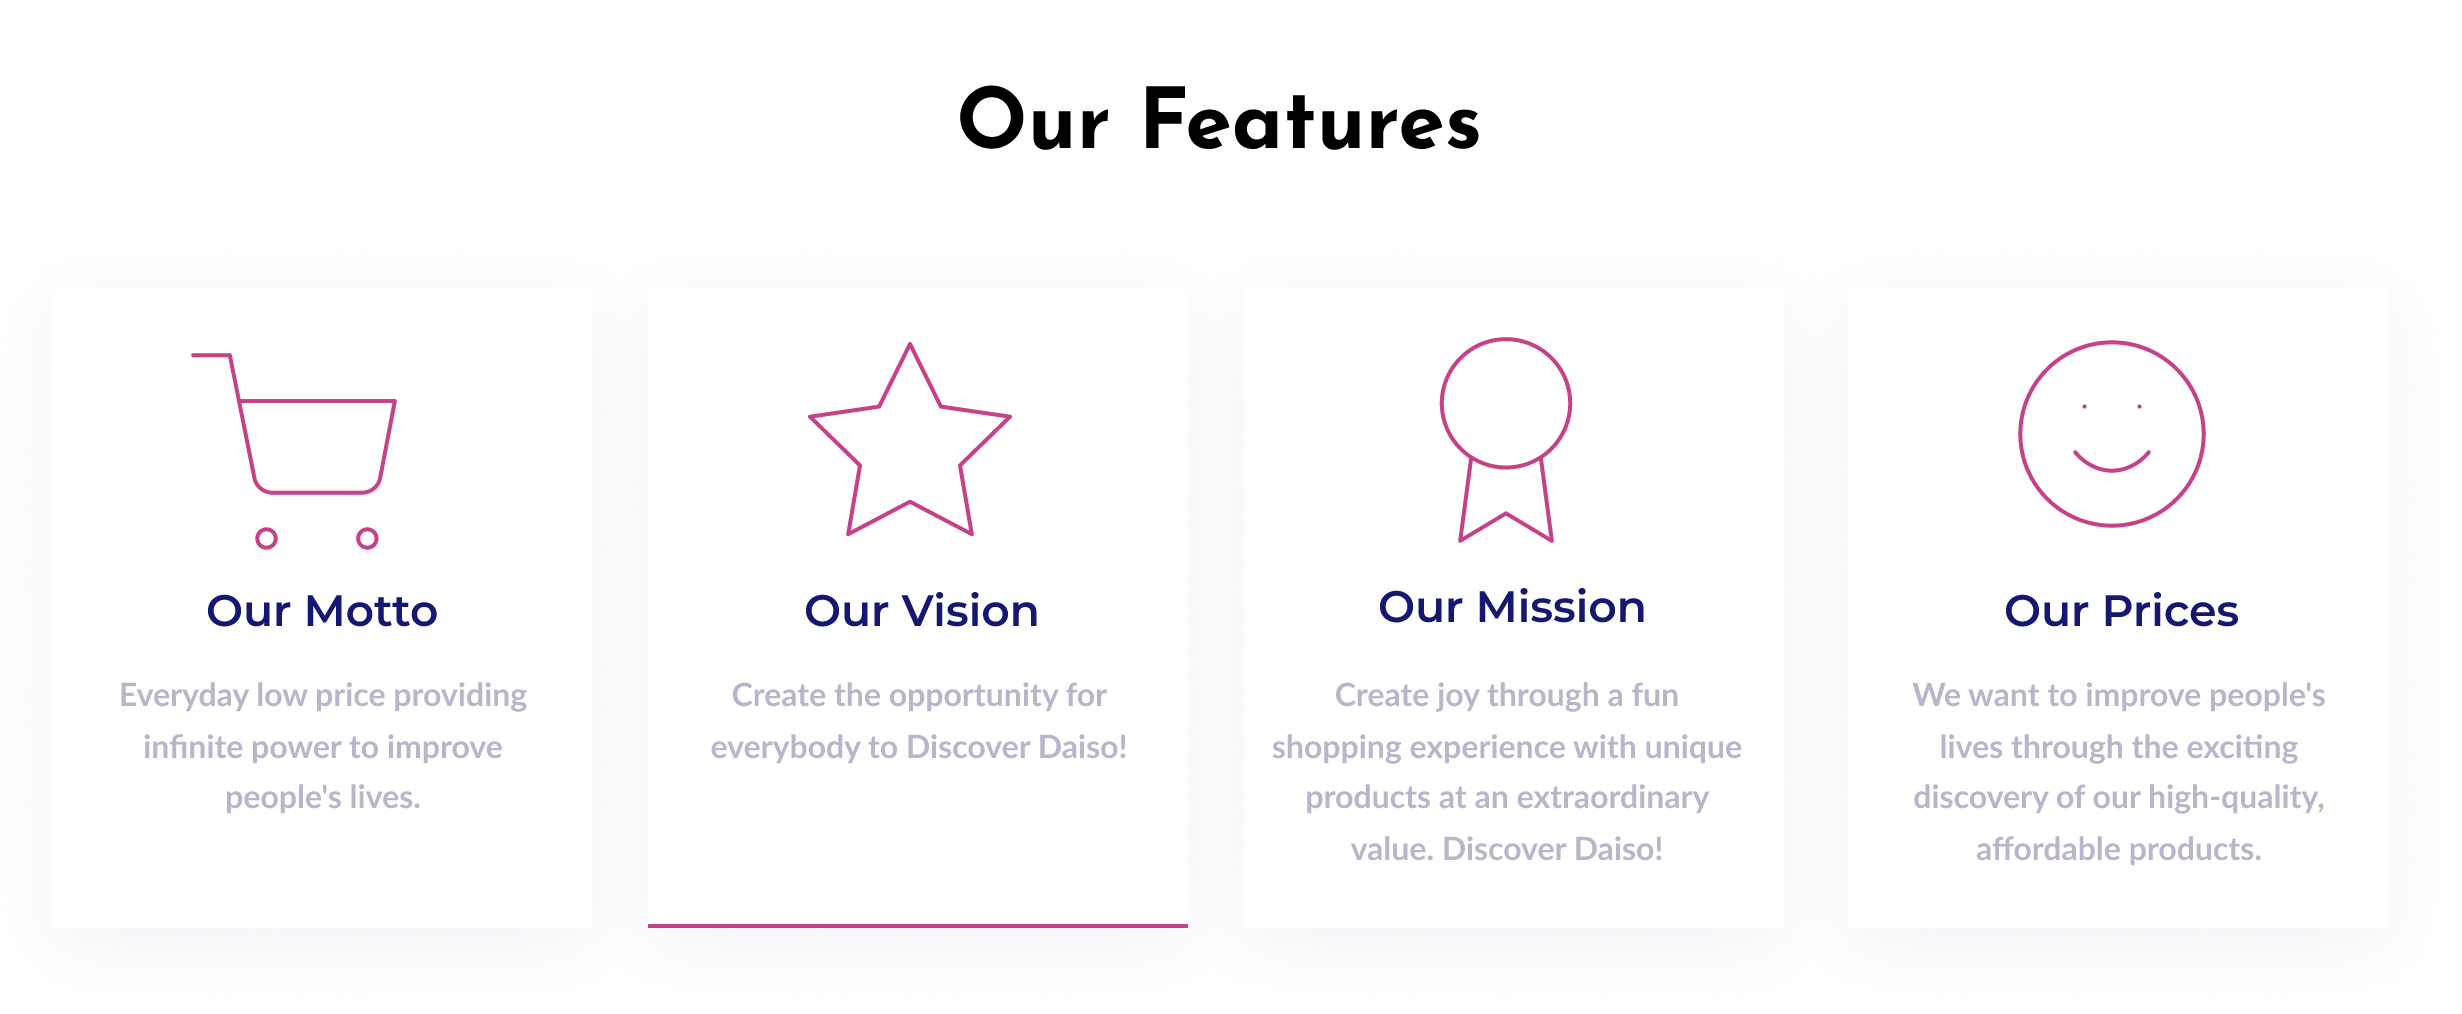 Our Features
Our Motto
Everyday low price providing
infinite power to improve
people's lives.
Our Vision
Create the opportunity for
everybody to Discover Daiso!
Our Mission
Create joy through a fun
shopping experience with unique
products at an extraordinary
value. Discover Daiso!
Our Prices
We want to improve people's
lives through the exciting
discovery of our high-quality,
affordable products.